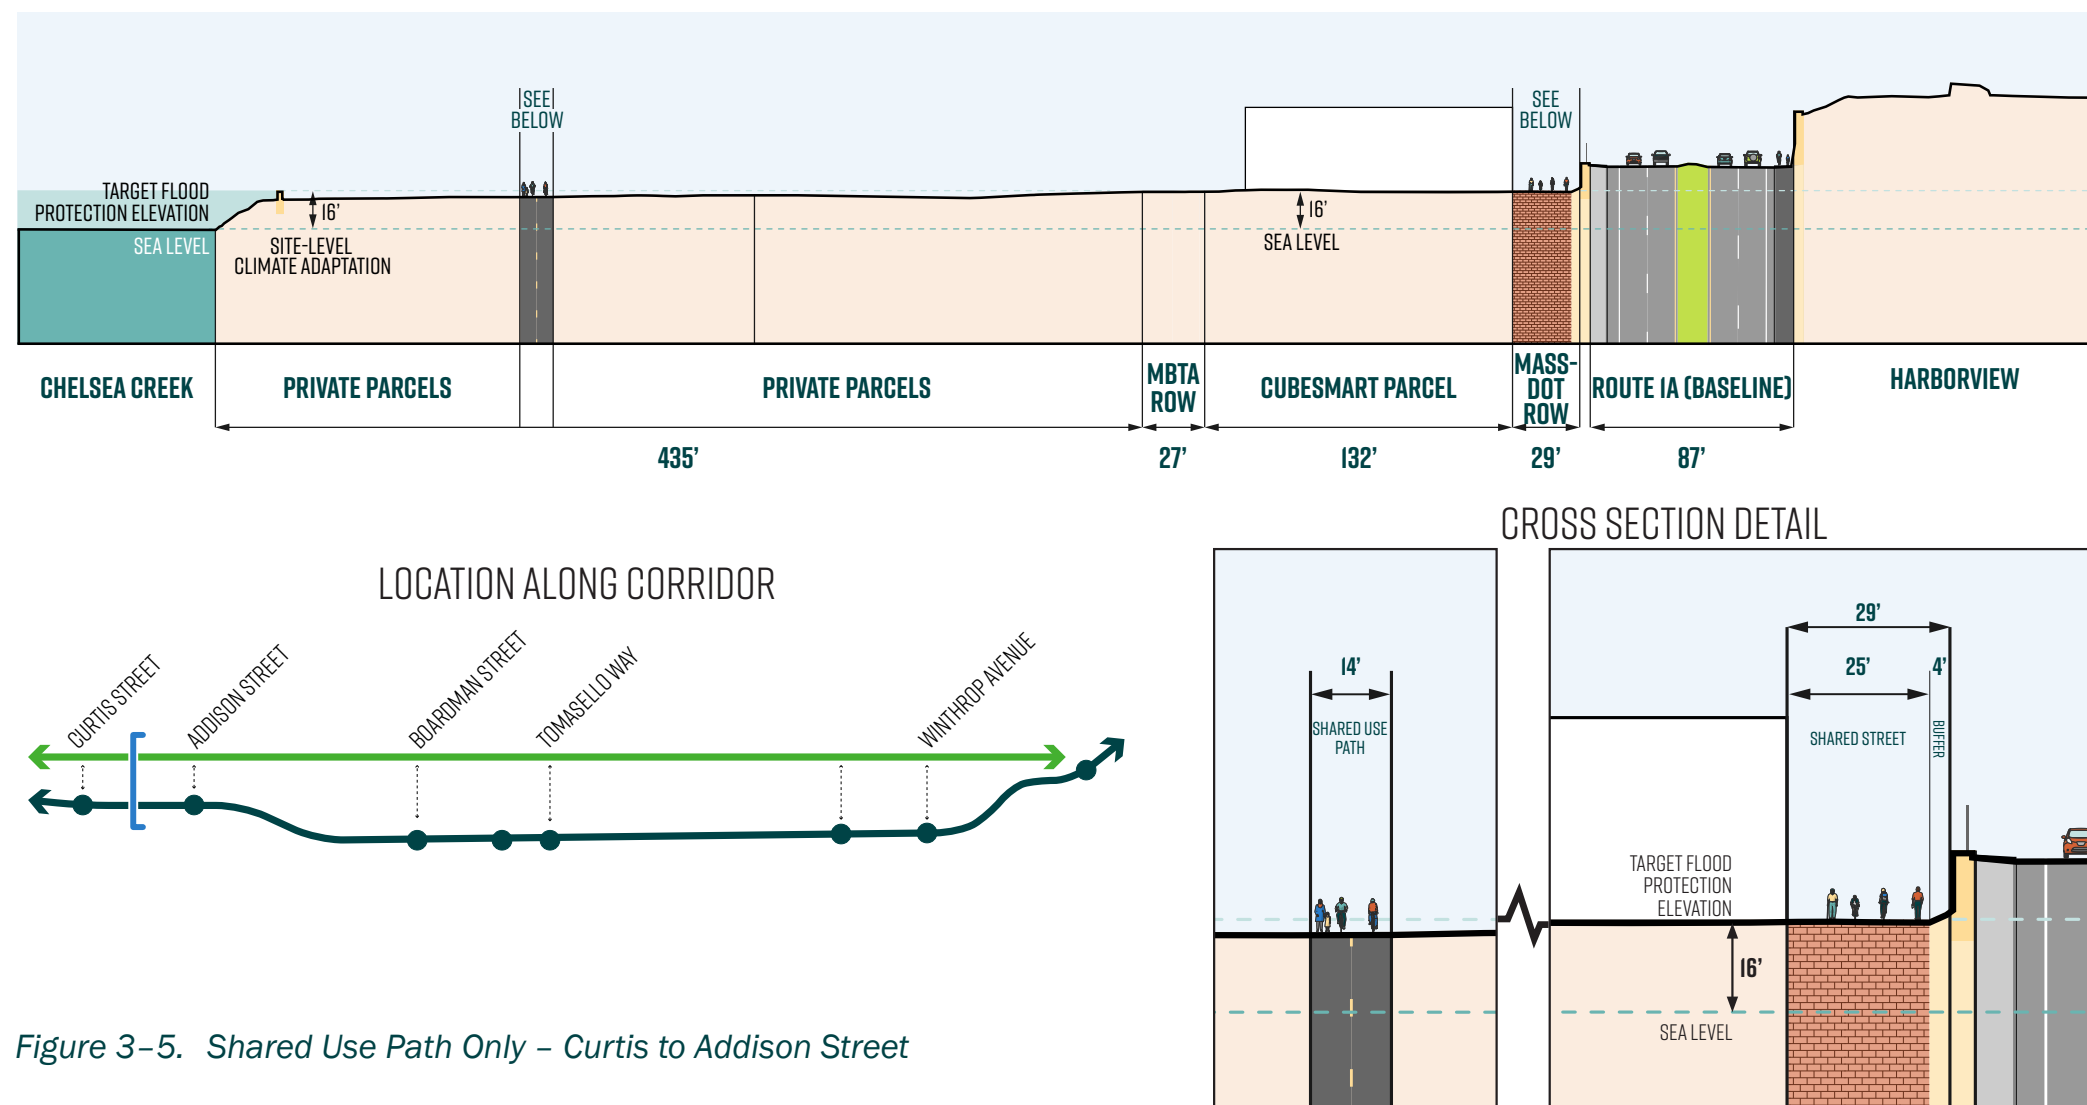 SEE
BELOW
SEE
BELOW
TARGET FLOOD
PROTECTION ELEVATION
16’
SEA LEVEL
SITE-LEVEL
CLIMATE ADAPTATION
16’
SEA LEVEL
CHELSEA CREEK
PRIVATE PARCELS
PRIVATE PARCELS
MBTA
ROW
CUBESMART PARCEL
MASS-
DOT
ROW
ROUTE 1A (BASELINE)
HARBORVIEW
435’
27’
132’
29’
87’
LOCATION ALONG CORRIDOR
CURTIS STREET
ADDISON STREET
BOARDMAN STREET
TOMASELLO WAY
WINTHROP AVENUE
CROSS SECTION DETAIL
14’
SHARED USE
PATH
29’
25’
4’
SHARED STREET
BUFFER
TARGET FLOOD
PROTECTION
ELEVATION
16’
SEA LEVEL
Figure 3–5. Shared Use Path Only – Curtis to Addison Street